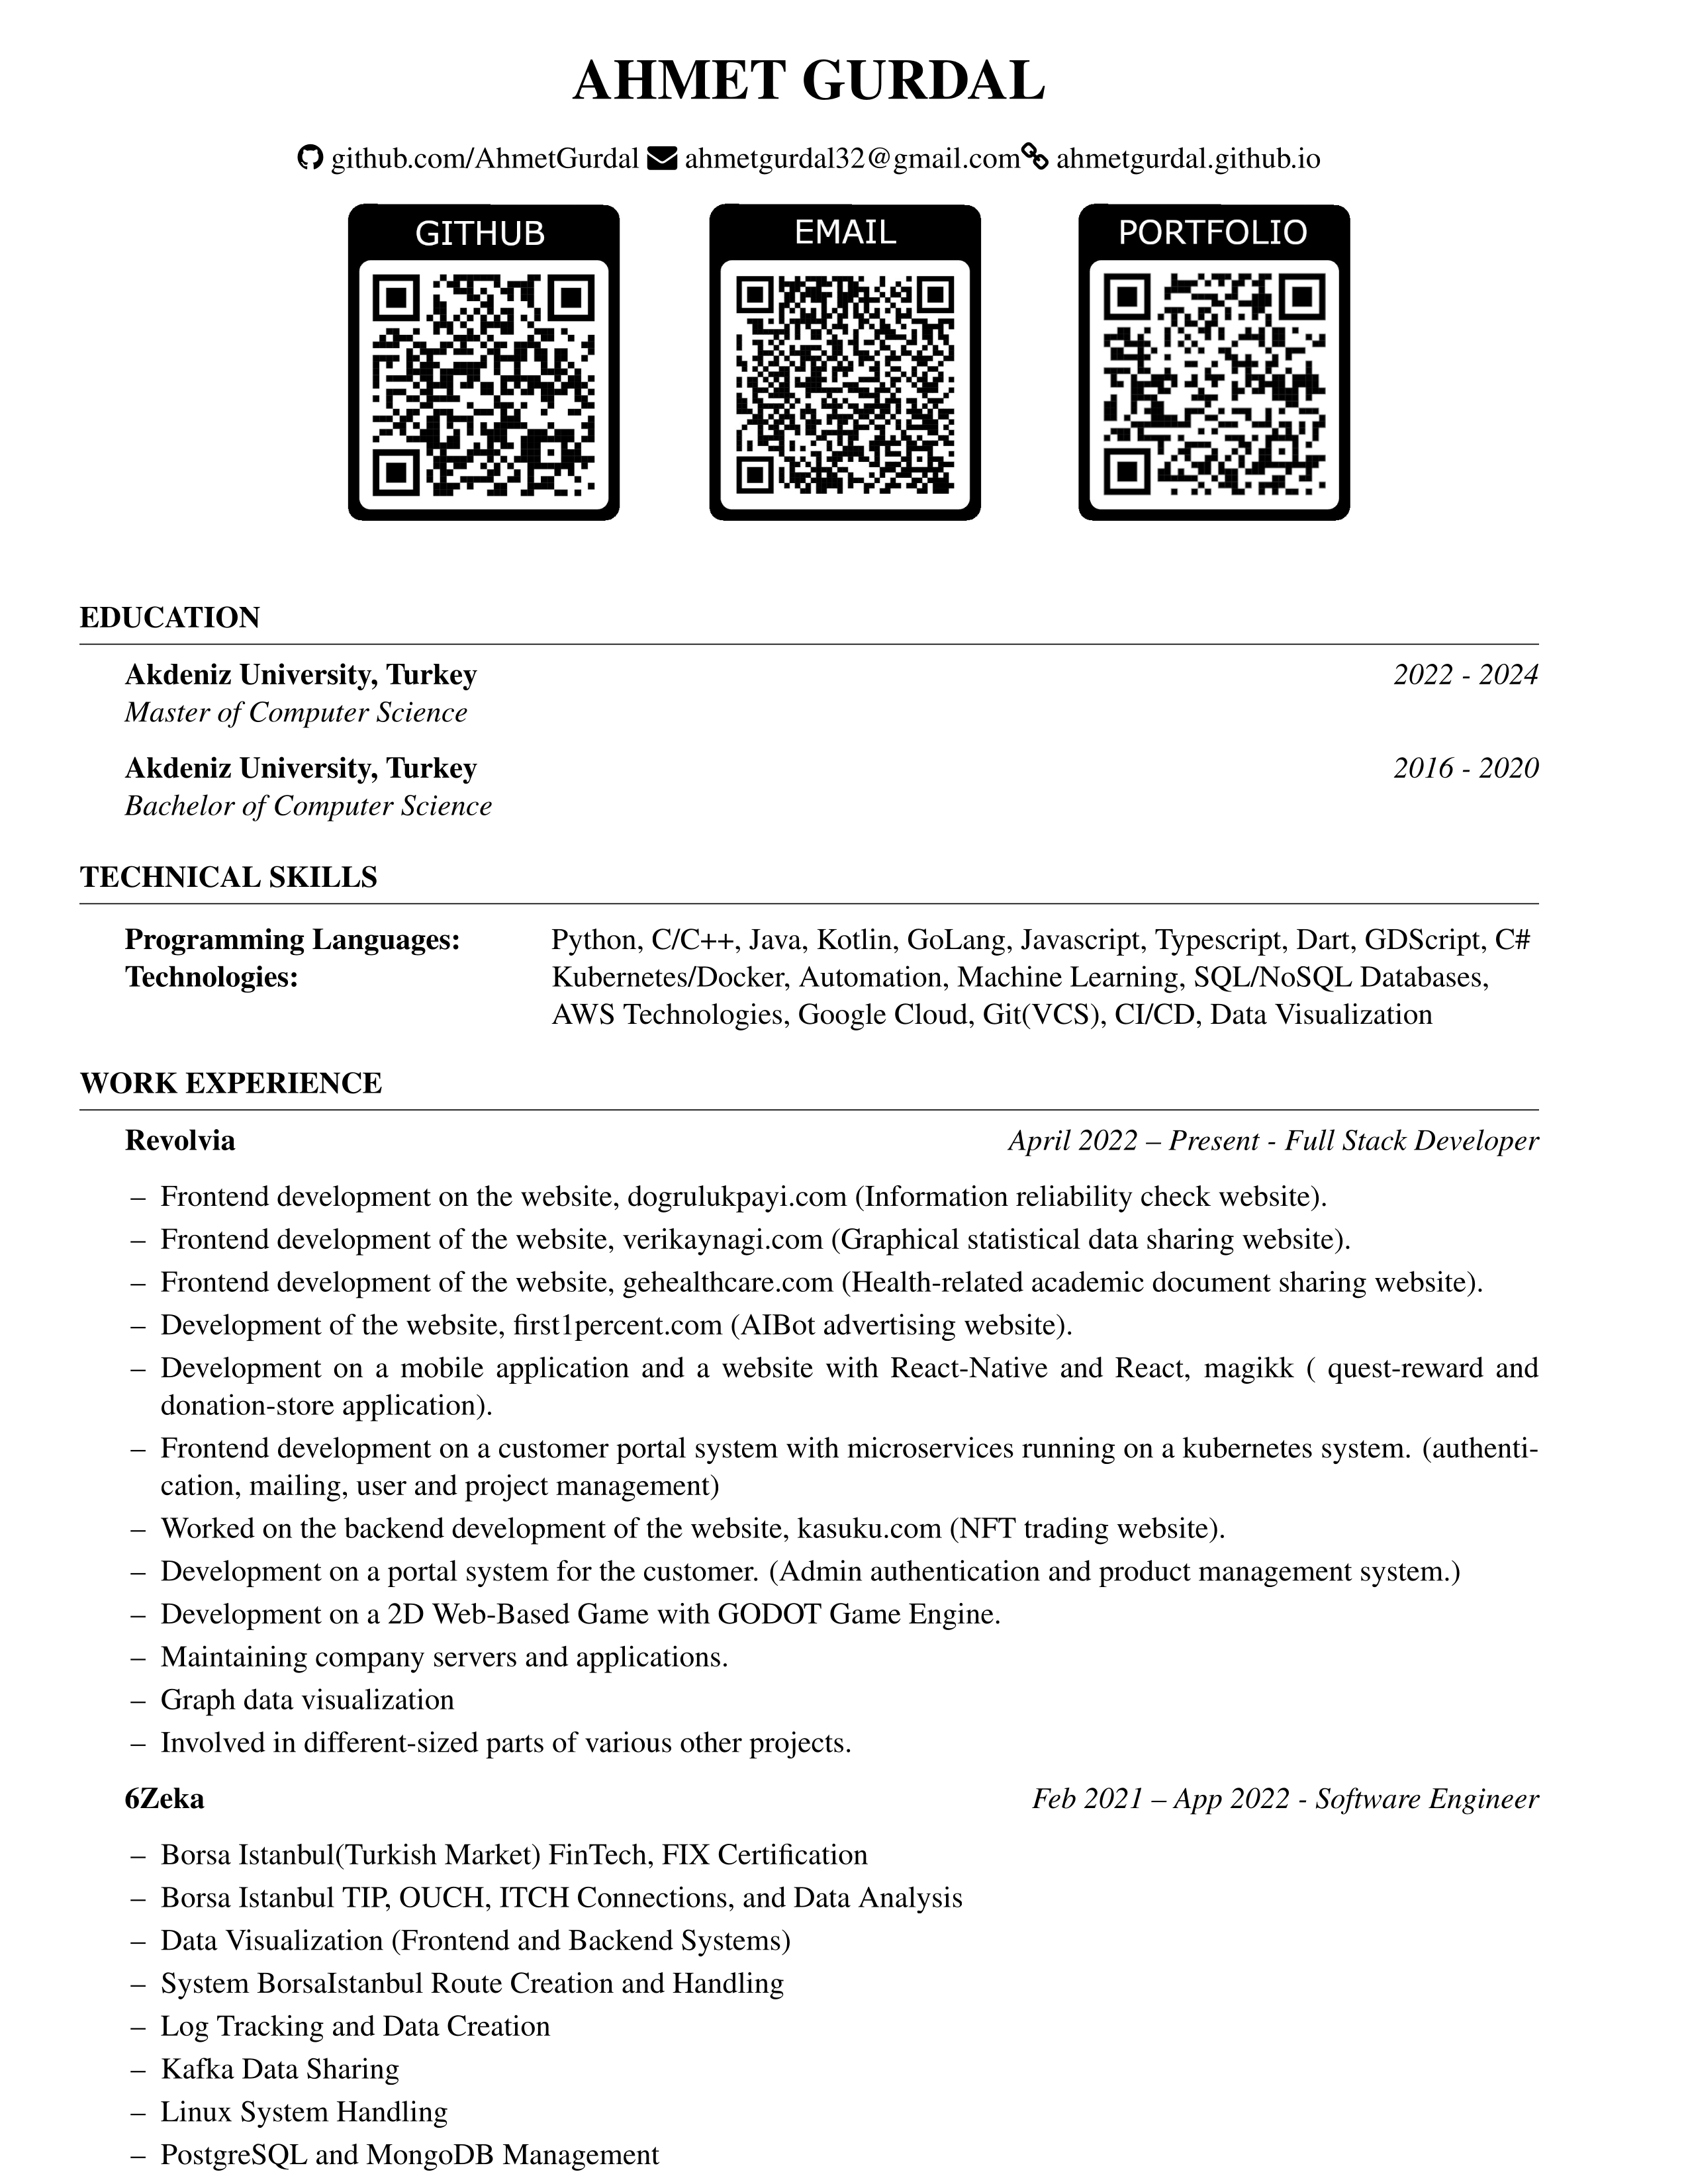 AHMET GURDAL
github.com/AhmetGurdal ahmetgurdal32@gmail.com ahmetgurdal.github.io
GITHUB EMAIL PORTFOLIO
EDUCATION
Akdeniz University, Turkey 2022 - 2024
Master of Computer Science
Akdeniz University, Turkey 2016 - 2020
Bachelor of Computer Science
TECHNICAL SKILLS
Programming Languages: Python, C/C++, Java, Kotlin, GoLang, Javascript, Typescript, Dart, GDScript, C#
Technologies: Kubernetes/Docker, Automation, Machine Learning, SQL/NoSQL Databases,
AWS Technologies, Google Cloud, Git(VCS), CI/CD, Data Visualization
WORK EXPERIENCE
Revolvia April 2022 – Present - Full Stack Developer
– Frontend development on the website, dogrulukpayi.com (Information reliability check website).
– Frontend development of the website, verikaynagi.com (Graphical statistical data sharing website).
– Frontend development of the website, gehealthcare.com (Health-related academic document sharing website).
– Development of the website, first1percent.com (AIBot advertising website).
– Development on a mobile application and a website with React-Native and React, magikk ( quest-reward and
donation-store application).
– Frontend development on a customer portal system with microservices running on a kubernetes system. (authenti-
cation, mailing, user and project management)
– Worked on the backend development of the website, kasuku.com (NFT trading website).
– Development on a portal system for the customer. (Admin authentication and product management system.)
– Development on a 2D Web-Based Game with GODOT Game Engine.
– Maintaining company servers and applications.
– Graph data visualization
– Involved in different-sized parts of various other projects.
6Zeka Feb 2021 – App 2022 - Software Engineer
– Borsa Istanbul(Turkish Market) FinTech, FIX Certification
– Borsa Istanbul TIP, OUCH, ITCH Connections, and Data Analysis
– Data Visualization (Frontend and Backend Systems)
– System BorsaIstanbul Route Creation and Handling
– Log Tracking and Data Creation
– Kafka Data Sharing
– Linux System Handling
– PostgreSQL and MongoDB Management